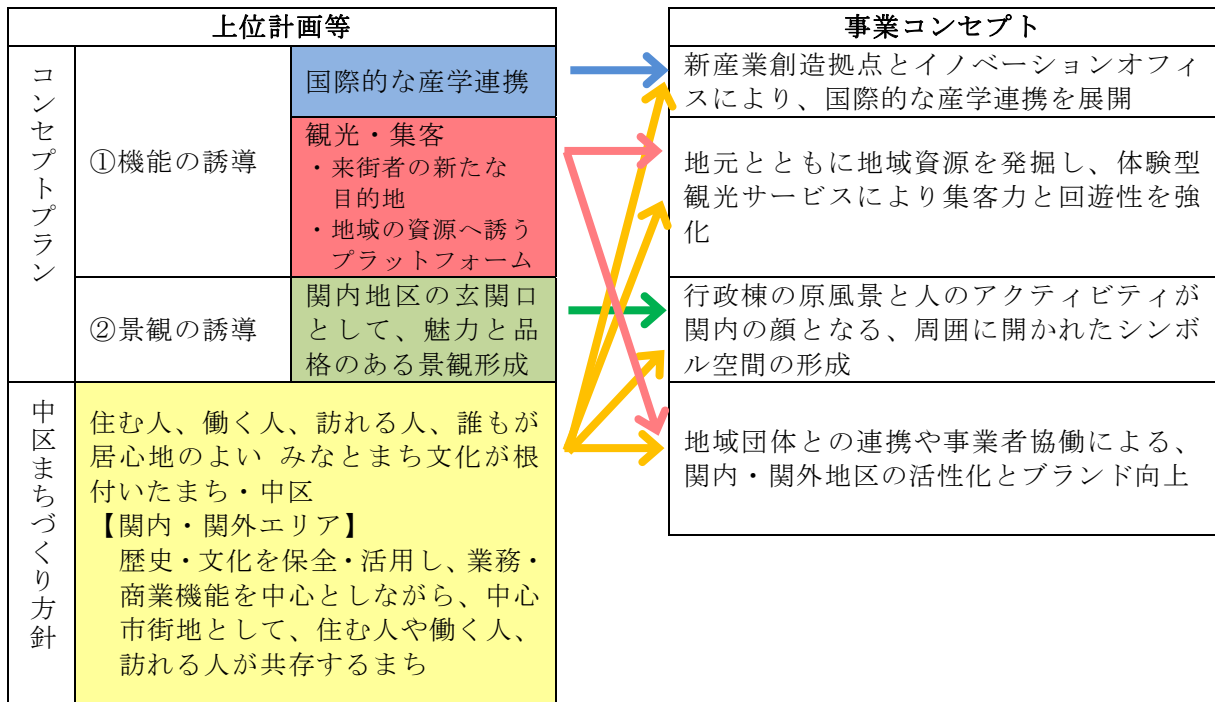 上位計画等
コンセプトプラン
①機能の誘導
国際的な産学連携
観光・集客
・来街者の新たな
目的地
・地域の資源へ誘う
プラットフォーム
②景観の誘導
関内地区の玄関口
として、魅力と品
格のある景観形成
中区まちづくり方針
住む人、働く人、訪れる人、誰もが
居心地のよい みなとまち文化が根
付いたまち・中区
【関内・関外エリア】
歴史・文化を保全・活用し、業務・
商業機能を中心としながら、中心
市街地として、住む人や働く人、
訪れる人が共存するまち
事業コンセプト
新産業創造拠点とイノベーションオフィ
スにより、国際的な産学連携を展開
地元とともに地域資源を発掘し、体験型
観光サービスにより集客力と回遊性を強
化
行政棟の原風景と人のアクティビティが
関内の顔となる、周囲に開かれたシンボ
ル空間の形成
地域団体との連携や事業者協働による、
関内・関外地区の活性化とブランド向上